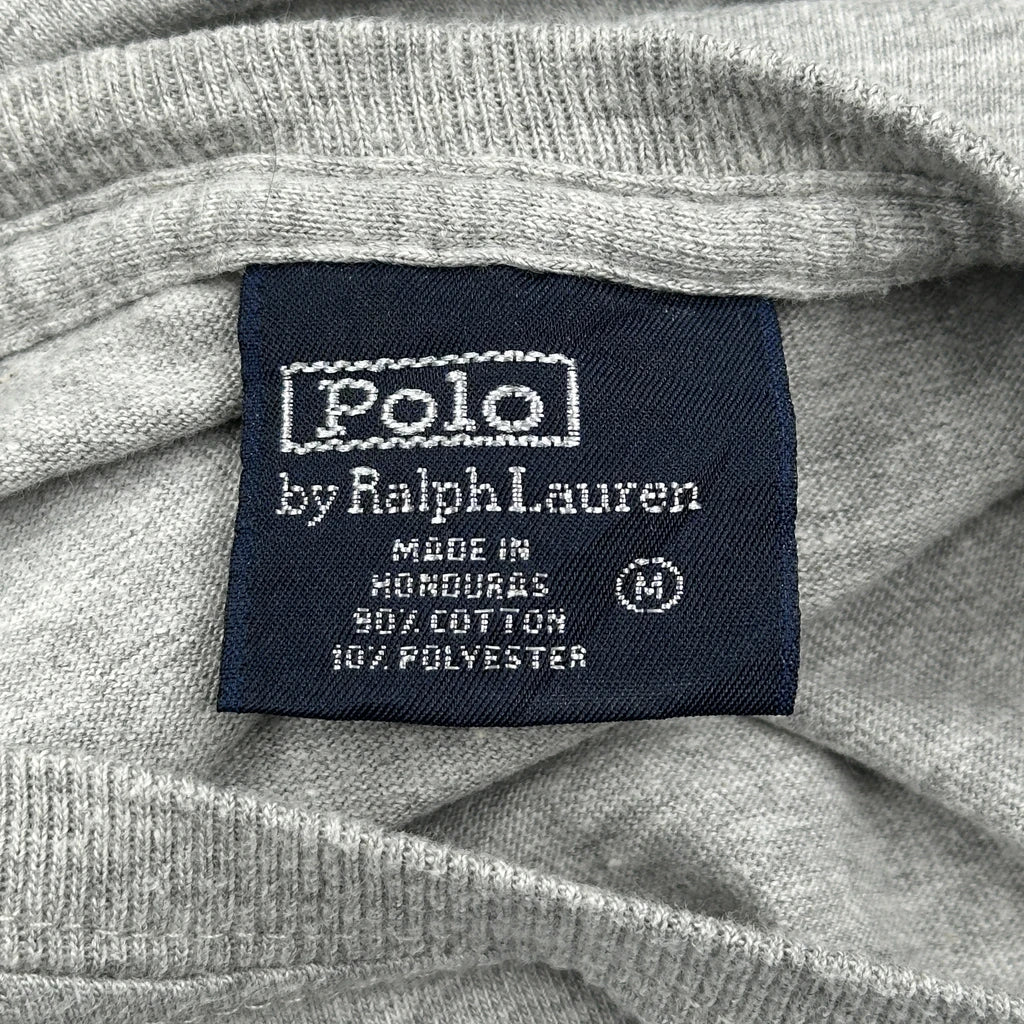 Polo
by Ralph Lauren
MADE IN
HONDURAS
90% COTTON
10% POLYESTER
M